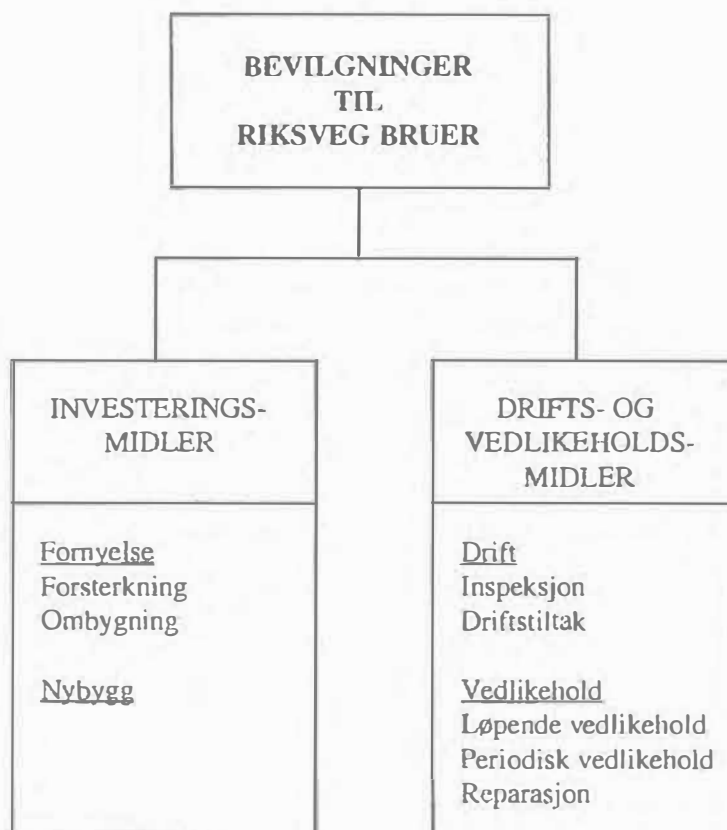 BEVILGNINGER
TIL
RIKSVEG BRUER
INVESTERINGS-
MIDLER
Fornyelse
Forsterkning
Ombygning
Nybygg
DRIFTS- OG
VEDLIKEHOLDS-
MIDLER
Drift
Inspeksjon
Driftstiltak
Vedlikehold
Løpende vedlikehold
Periodisk vedlikehold
Reparasjon